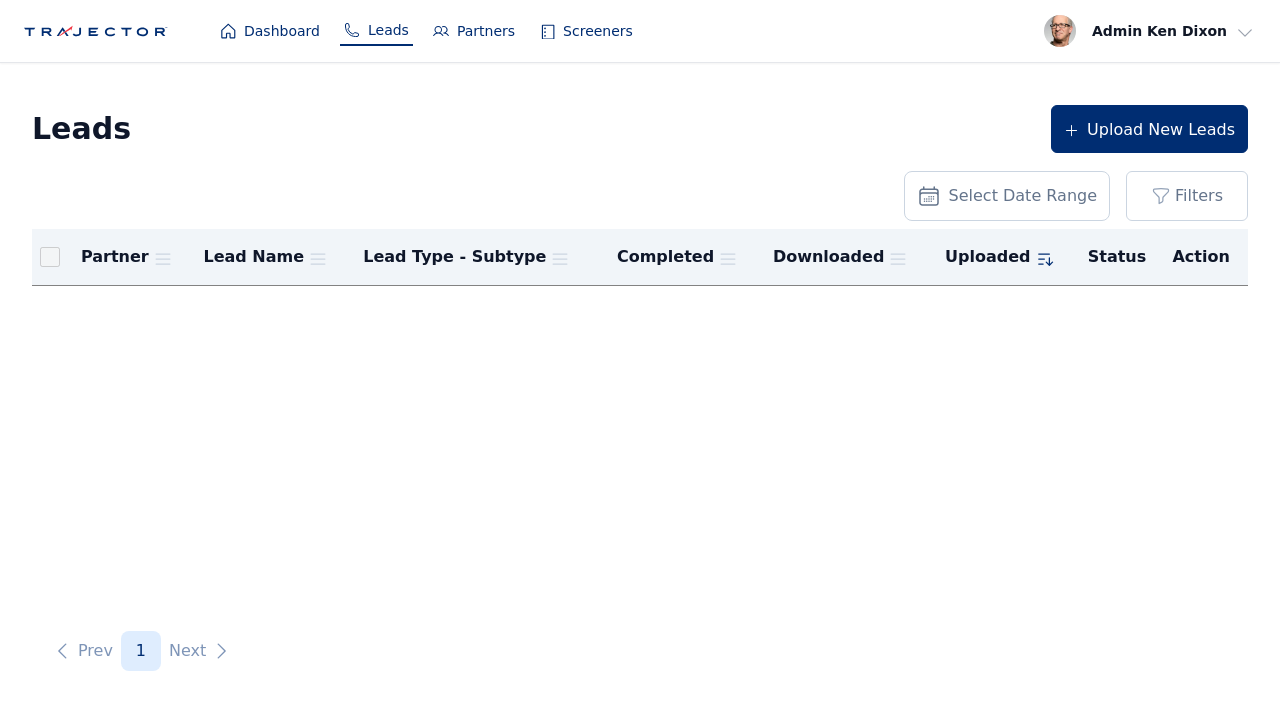 TRAJECTOR
Dashboard
Leads
Partners
Screeners
Admin Ken Dixon
Leads
Upload New Leads
Select Date Range
Filters
Partner
Lead Name
Lead Type - Subtype
Completed
Downloaded
Uploaded
Status
Action
Prev
1
Next